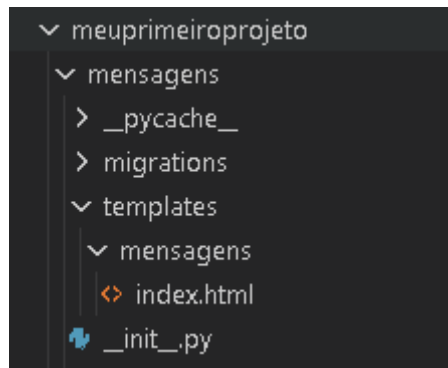 meuprimeiroprojeto
mensagens
__pycache__
migrations
templates
mensagens
index.html
__init__.py